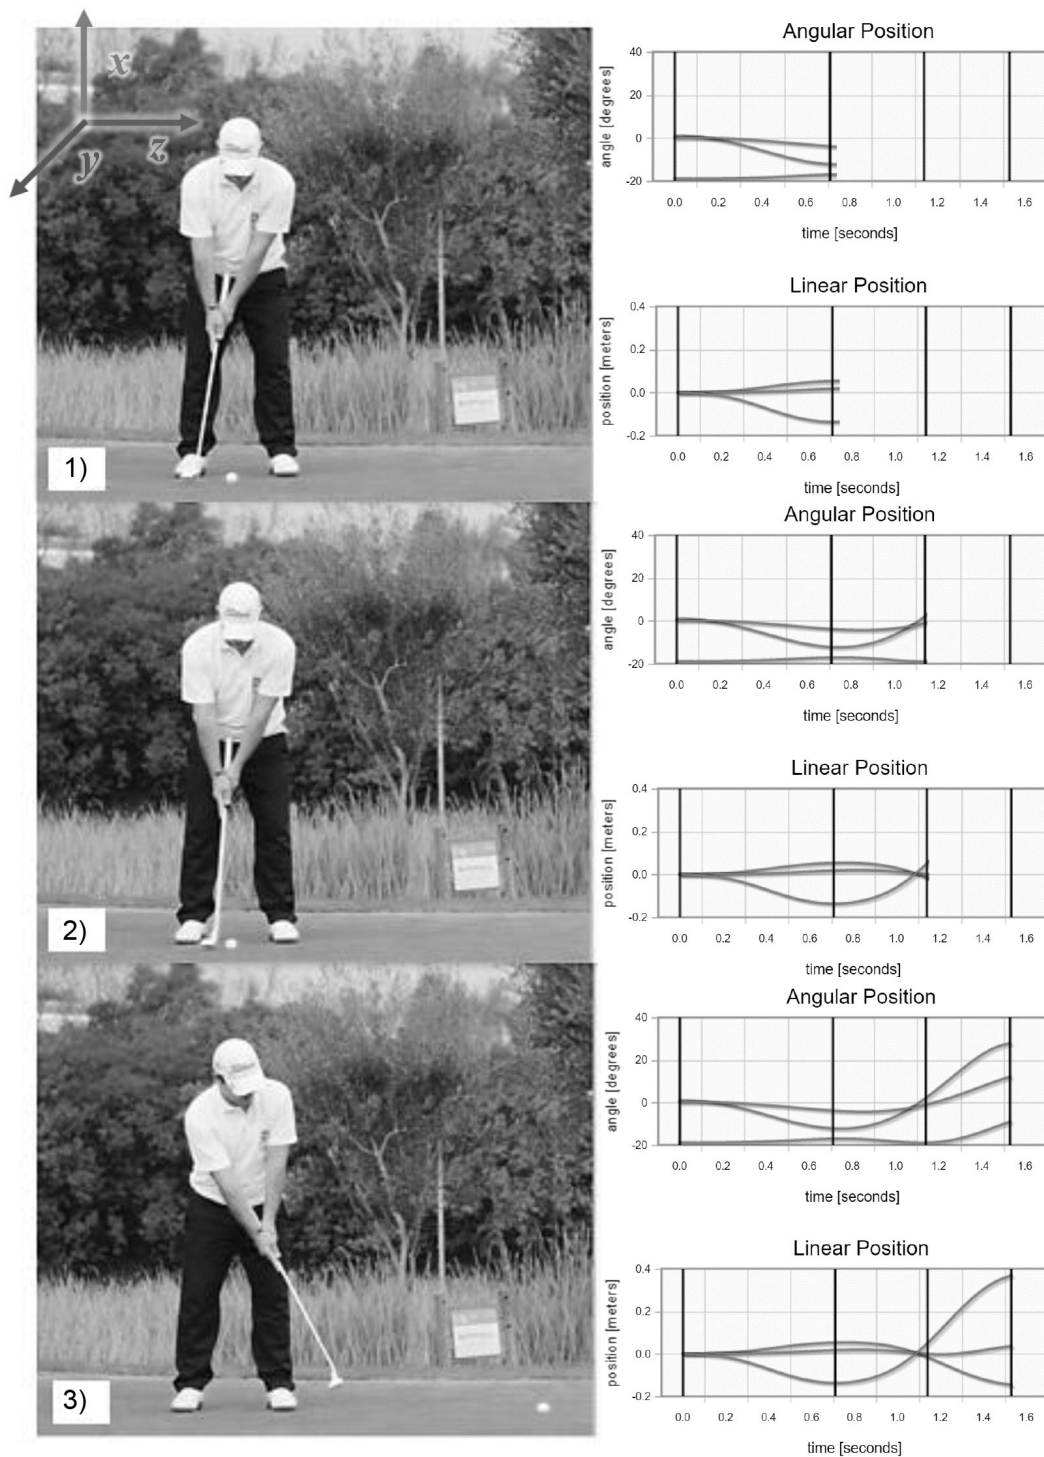 x
y
z
1)
Angular Position
angle [degrees]
40
20
0
-20
0.0 0.2 0.4 0.6 0.8 1.0 1.2 1.4 1.6
time [seconds]
Linear Position
position [meters]
0.4
0.2
0.0
-0.2
0.0 0.2 0.4 0.6 0.8 1.0 1.2 1.4 1.6
time [seconds]
2)
Angular Position
angle [degrees]
40
20
0
-20
0.0 0.2 0.4 0.6 0.8 1.0 1.2 1.4 1.6
time [seconds]
Linear Position
position [meters]
0.4
0.2
0.0
-0.2
0.0 0.2 0.4 0.6 0.8 1.0 1.2 1.4 1.6
time [seconds]
3)
Angular Position
angle [degrees]
40
20
0
-20
0.0 0.2 0.4 0.6 0.8 1.0 1.2 1.4 1.6
time [seconds]
Linear Position
position [meters]
0.4
0.2
0.0
-0.2
0.0 0.2 0.4 0.6 0.8 1.0 1.2 1.4 1.6
time [seconds]